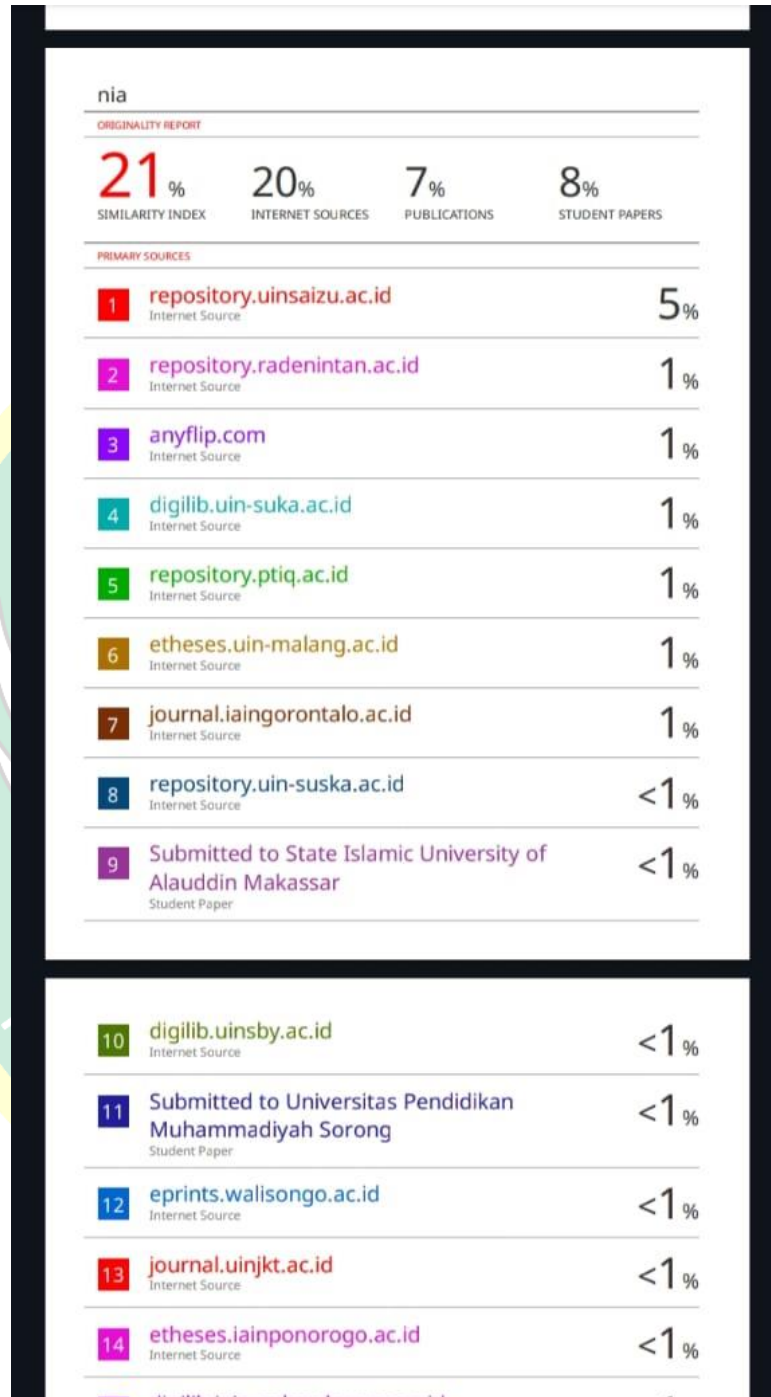 nia
ORIGINALITY REPORT
21% 20% 7% 8%
SIMILARITY INDEX INTERNET SOURCES PUBLICATIONS STUDENT PAPERS
PRIMARY SOURCES
1 repository.uinsaizu.ac.id 5%
Internet Source
2 repository.radenintan.ac.id 1%
Internet Source
3 anyflip.com 1%
Internet Source
4 digilib.uin-suka.ac.id 1%
Internet Source
5 repository.ptiq.ac.id 1%
Internet Source
6 etheses.uin-malang.ac.id 1%
Internet Source
7 journal.iaingorontalo.ac.id 1%
Internet Source
8 repository.uin-suska.ac.id <1%
Internet Source
9 Submitted to State Islamic University of <1%
Alauddin Makassar
Student Paper
10 digilib.uinsby.ac.id <1%
Internet Source
11 Submitted to Universitas Pendidikan <1%
Muhammadiyah Sorong
Student Paper
12 eprints.walisongo.ac.id <1%
Internet Source
13 journal.uinjkt.ac.id <1%
Internet Source
14 etheses.iainponorogo.ac.id <1%
Internet Source